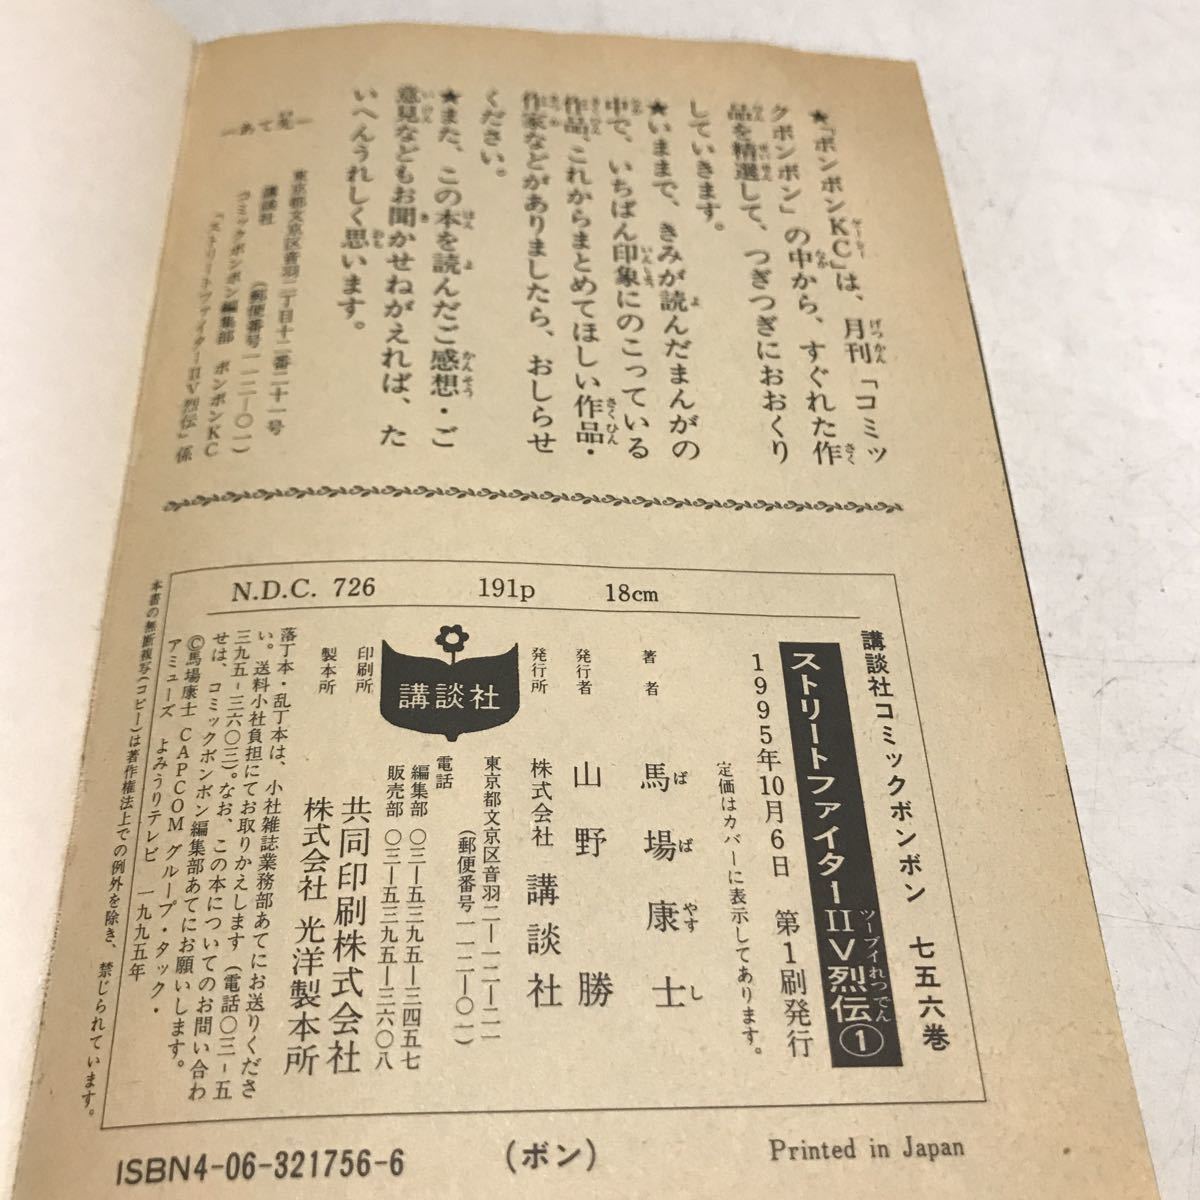 ★「ボンボンKC」は、月刊「コミッ
クボンボン」の中から、すぐれた作
品を精選して、つぎつぎにおおくり
していきます。
★いままで、きみが読んだまんがの
中で、いちばん印象にのこっている
作品、これからまとめてほしい作品・
作家などがありましたら、おしらせ
ください。
★また、この本を読んだご感想・ご
意見などもお聞かせねがえれば、た
いへんうれしく思います。
―あて先―
東京都文京区音羽二丁目十二番二十一号
講談社　（郵便番号一一二―〇一）
コミックボンボン編集部　ボンボンKC
「ストリートファイターⅡV烈伝」係
N.D.C. 726 191p 18cm
講談社コミックボンボン　七五六巻
ストリートファイターⅡV烈伝①
1995年10月6日　第1刷発行
定価はカバーに表示してあります。
著者　馬場康士
発行者　山野勝
発行所　株式会社 講談社
東京都文京区音羽二―一二―二一
（郵便番号一一二―〇一）
電話　編集部　〇三―五三九五―三四五七
販売部　〇三―五三九五―三六〇八
講談社
印刷所　共同印刷株式会社
製本所　株式会社 光洋製本所
落丁本・乱丁本は、小社雑誌業務部あてにお送りくださ
い。送料小社負担にてお取りかえします（電話〇三―五
三九五―三六〇三）。なお、この本についてのお問い合わ
せは、コミックボンボン編集部あてにお願いします。
©馬場康士 CAPCOM グループ・タック・
アミューズ　よみうりテレビ　一九九五年
本書の無断複写（コピー）は著作権法上での例外を除き、禁じられています。
ISBN4-06-321756-6 （ボン） Printed in Japan